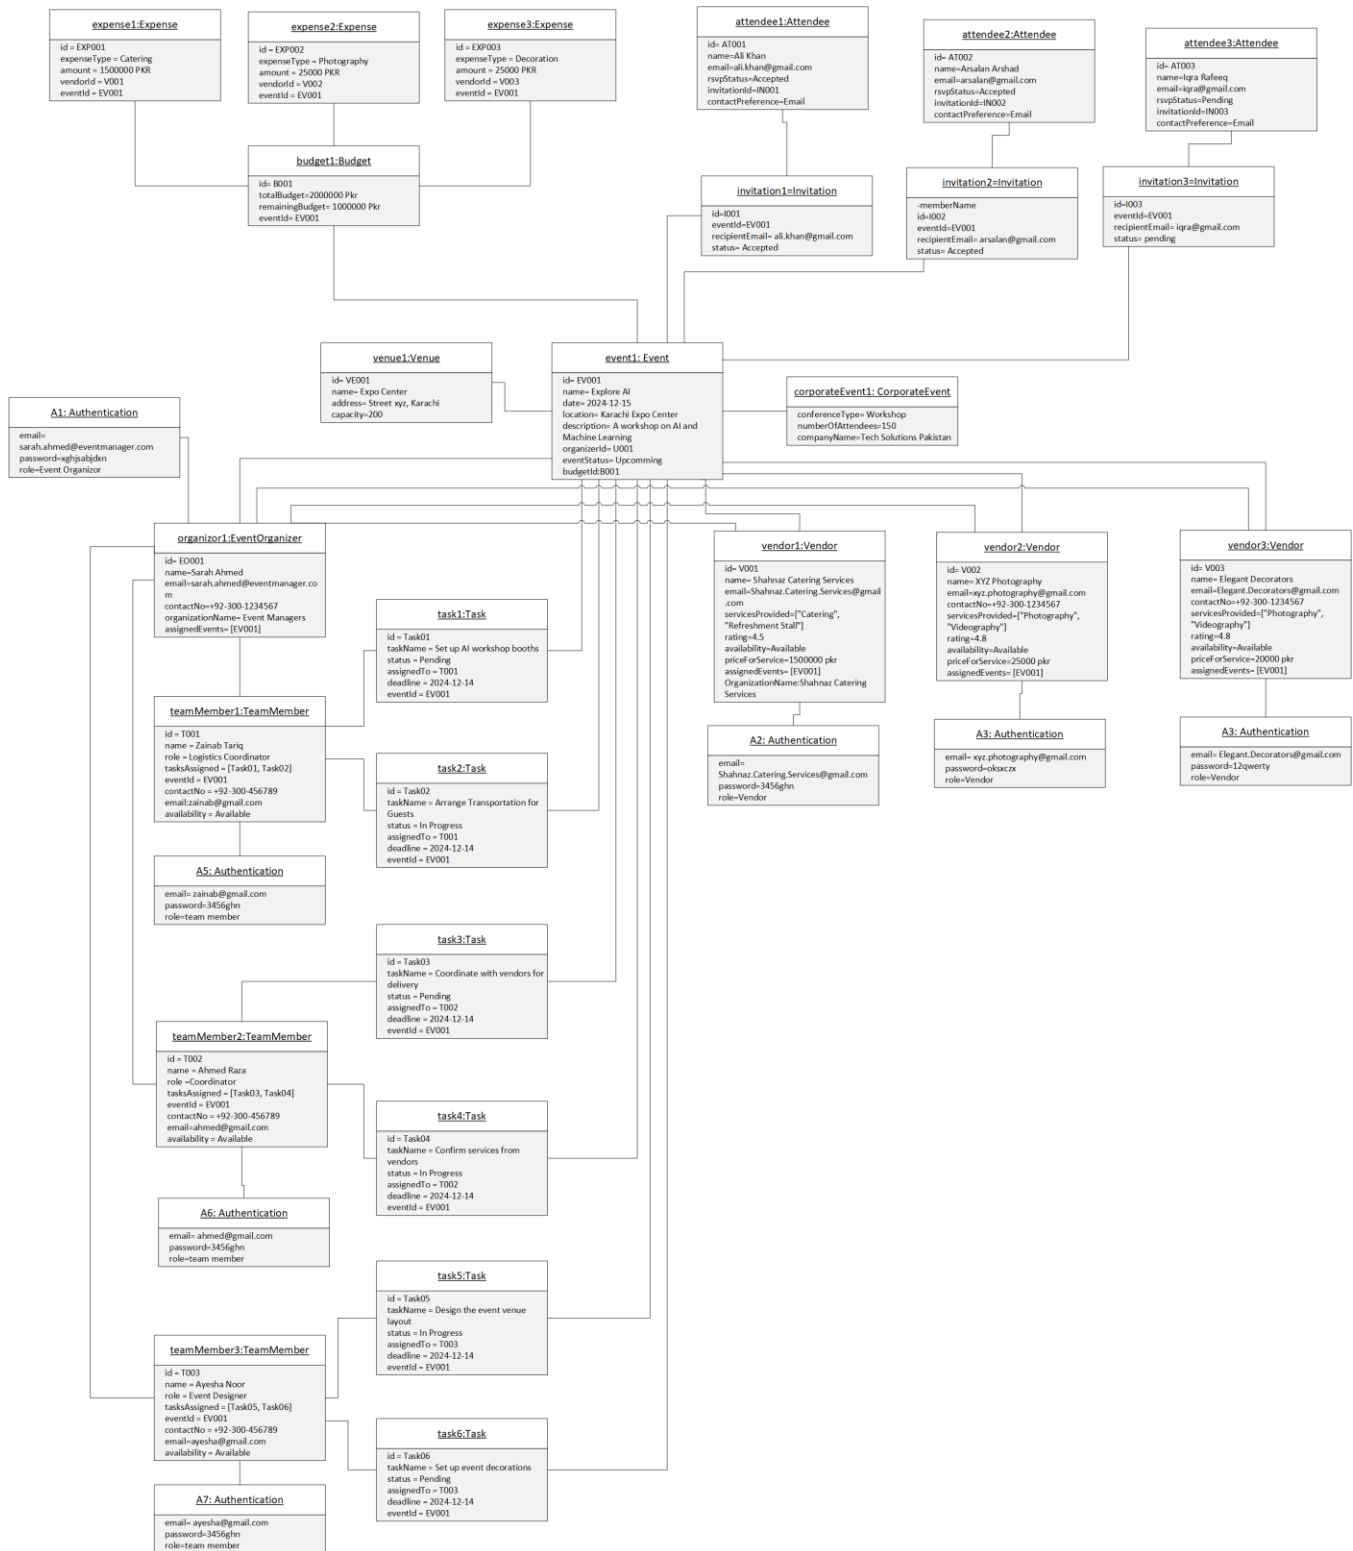 expense1:Expense
id = EXP001
expenseType = Catering
amount = 1500000 PKR
vendorId = V001
eventId = EV001
expense2:Expense
id = EXP002
expenseType = Photography
amount = 25000 PKR
vendorId = V002
eventId = EV001
expense3:Expense
id = EXP003
expenseType = Decoration
amount = 25000 PKR
vendorId = V003
eventId = EV001
attendee1:Attendee
id= AT001
name=Ali Khan
email=ali.khan@gmail.com
rsvpStatus=Accepted
invitationId=IN001
contactPreference=Email
attendee2:Attendee
id= AT002
name=Arsalan Arshad
email=arsalan@gmail.com
rsvpStatus=Accepted
invitationId=IN002
contactPreference=Email
attendee3:Attendee
id= AT003
name=Iqra Rafeeq
email=iqra@gmail.com
rsvpStatus=Pending
invitationId=IN003
contactPreference=Email
budget1:Budget
id= B001
totalBudget=2000000 Pkr
remainingBudget= 1000000 Pkr
eventId= EV001
invitation1=Invitation
id=I001
eventId=EV001
recipientEmail= ali.khan@gmail.com
status= Accepted
invitation2=Invitation
-memberName
id=I002
eventId=EV001
recipientEmail= arsalan@gmail.com
status= Accepted
invitation3=Invitation
id=I003
eventId=EV001
recipientEmail= iqra@gmail.com
status= pending
venue1:Venue
id= VE001
name= Expo Center
address= Street xyz, Karachi
capacity=200
event1: Event
id= EV001
name= Explore AI
date= 2024-12-15
location= Karachi Expo Center
description= A workshop on AI and
Machine Learning
organizerId= U001
eventStatus= Upcomming
budgetId:B001
corporateEvent1: CorporateEvent
conferenceType= Workshop
numberOfAttendees=150
companyName=Tech Solutions Pakistan
A1: Authentication
email=
sarah.ahmed@eventmanager.com
password=xghjsabjdxn
role=Event Organizor
organizor1:EventOrganizer
id= EO001
name=Sarah Ahmed
email=sarah.ahmed@eventmanager.co
m
contactNo=+92-300-1234567
organizationName= Event Managers
assignedEvents= [EV001]
vendor1:Vendor
id= V001
name= Shahnaz Catering Services
email=Shahnaz.Catering.Services@gmail
.com
servicesProvided=["Catering",
"Refreshment Stall"]
rating=4.5
availability=Available
priceForService=1500000 pkr
assignedEvents= [EV001]
OrganizationName:Shahnaz Catering
Services
vendor2:Vendor
id= V002
name= XYZ Photography
email=xyz.photography@gmail.com
contactNo=+92-300-1234567
servicesProvided=["Photography",
"Videography"]
rating=4.8
availability=Available
priceForService=25000 pkr
assignedEvents= [EV001]
vendor3:Vendor
id= V003
name= Elegant Decorators
email=Elegant.Decorators@gmail.com
contactNo=+92-300-1234567
servicesProvided=["Photography",
"Videography"]
rating=4.8
availability=Available
priceForService=20000 pkr
assignedEvents= [EV001]
task1:Task
id = Task01
taskName = Set up AI workshop booths
status = Pending
assignedTo = T001
deadline = 2024-12-14
eventId = EV001
teamMember1:TeamMember
id = T001
name = Zainab Tariq
role = Logistics Coordinator
tasksAssigned = [Task01, Task02]
eventId = EV001
contactNo = +92-300-456789
email:zainab@gmail.com
availability = Available
A2: Authentication
email=
Shahnaz.Catering.Services@gmail.com
password=3456ghn
role=Vendor
A3: Authentication
email= xyz.photography@gmail.com
password=oksxczx
role=Vendor
A3: Authentication
email= Elegant.Decorators@gmail.com
password=12qwerty
role=Vendor
task2:Task
id = Task02
taskName = Arrange Transportation for
Guests
status = In Progress
assignedTo = T001
deadline = 2024-12-14
eventId = EV001
A5: Authentication
email= zainab@gmail.com
password=3456ghn
role=team member
task3:Task
id = Task03
taskName = Coordinate with vendors for
delivery
status = Pending
assignedTo = T002
deadline = 2024-12-14
eventId = EV001
teamMember2:TeamMember
id = T002
name = Ahmed Raza
role =Coordinator
tasksAssigned = [Task03, Task04]
eventId = EV001
contactNo = +92-300-456789
email=ahmed@gmail.com
availability = Available
task4:Task
id = Task04
taskName = Confirm services from
vendors
status = In Progress
assignedTo = T002
deadline = 2024-12-14
eventId = EV001
A6: Authentication
email= ahmed@gmail.com
password=3456ghn
role=team member
task5:Task
id = Task05
taskName = Design the event venue
layout
status = In Progress
assignedTo = T003
deadline = 2024-12-14
eventId = EV001
teamMember3:TeamMember
id = T003
name = Ayesha Noor
role = Event Designer
tasksAssigned = [Task05, Task06]
eventId = EV001
contactNo = +92-300-456789
email=ayesha@gmail.com
availability = Available
task6:Task
id = Task06
taskName = Set up event decorations
status = Pending
assignedTo = T003
deadline = 2024-12-14
eventId = EV001
A7: Authentication
email= ayesha@gmail.com
password=3456ghn
role=team member